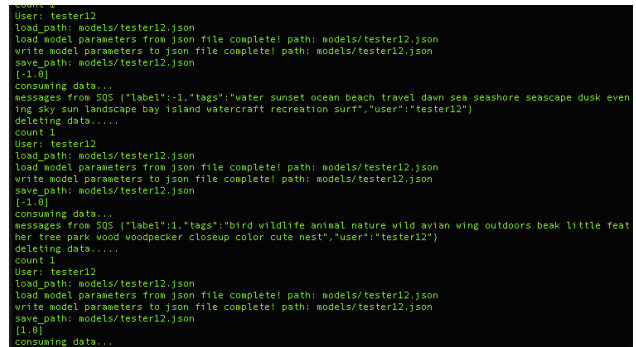 count 1
User: tester12
load_path: models/tester12.json
load model parameters from json file complete! path: models/tester12.json
write model parameters to json file complete! path: models/tester12.json
save_path: models/tester12.json
[-1.0]
consuming data...
messages from SQS {"label":-1,"tags":"water sunset ocean beach travel dawn sea seashore seascape dusk even
ing sky sun landscape bay island watercraft recreation surf","user":"tester12"}
deleting data.....
count 1
User: tester12
load_path: models/tester12.json
load model parameters from json file complete! path: models/tester12.json
write model parameters to json file complete! path: models/tester12.json
save_path: models/tester12.json
[-1.0]
consuming data...
messages from SQS {"label":1,"tags":"bird wildlife animal nature wild avian wing outdoors beak little feat
her tree park wood woodpecker closeup color cute nest","user":"tester12"}
deleting data.....
count 1
User: tester12
load_path: models/tester12.json
load model parameters from json file complete! path: models/tester12.json
write model parameters to json file complete! path: models/tester12.json
save_path: models/tester12.json
[1.0]
consuming data...